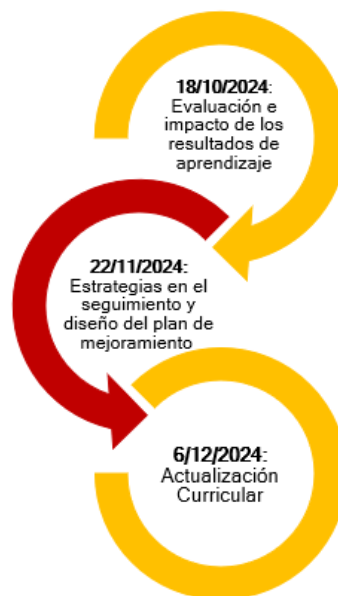 18/10/2024:
Evaluación e
impacto de los
resultados de
aprendizaje
22/11/2024:
Estrategias en el
seguimiento y
diseño del plan de
mejoramiento
6/12/2024:
Actualización
Curricular